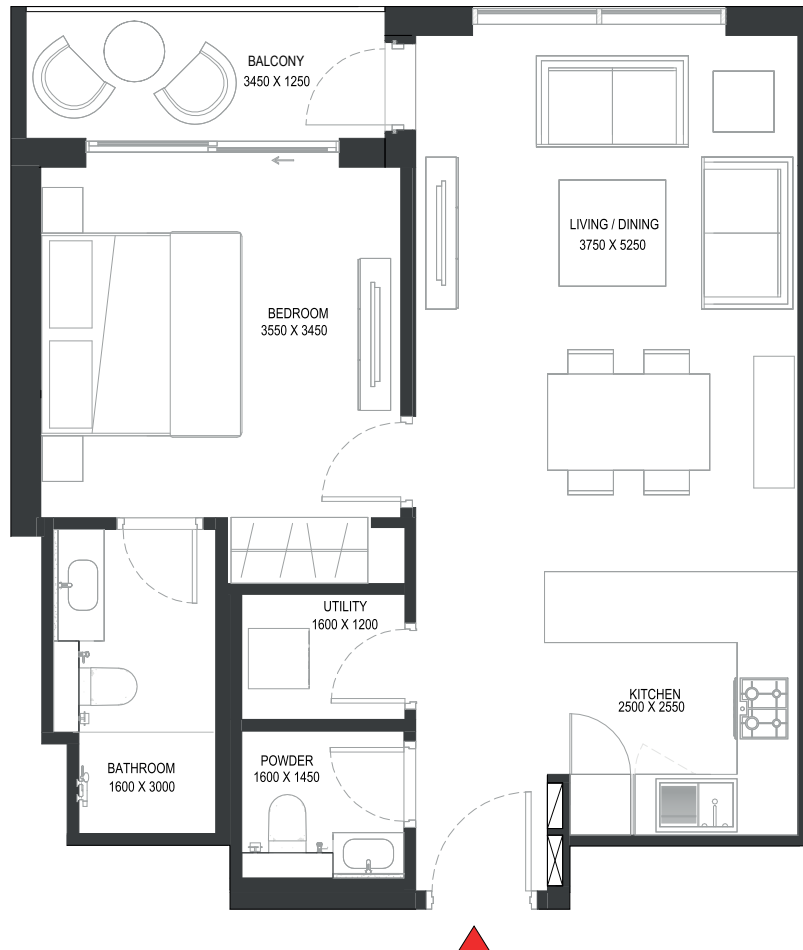 BALCONY
3450 X 1250
LIVING / DINING
3750 X 5250
BEDROOM
3550 X 3450
UTILITY
1600 X 1200
KITCHEN
2500 X 2550
POWDER
1600 X 1450
BATHROOM
1600 X 3000